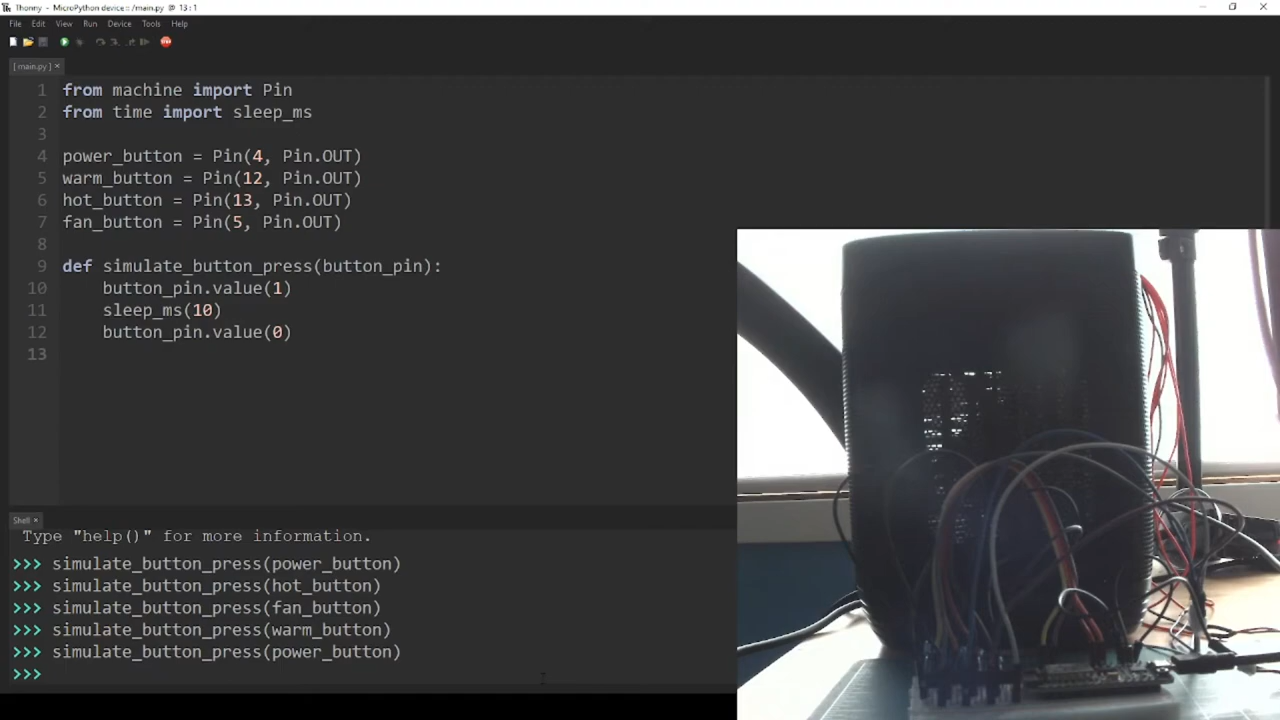 Thonny - MicroPython device :: /main.py @ 13 : 1
File Edit View Run Device Tools Help
[ main.py ] ×
1 from machine import Pin
2 from time import sleep_ms
3
4 power_button = Pin(4, Pin.OUT)
5 warm_button = Pin(12, Pin.OUT)
6 hot_button = Pin(13, Pin.OUT)
7 fan_button = Pin(5, Pin.OUT)
8
9 def simulate_button_press(button_pin):
10 button_pin.value(1)
11 sleep_ms(10)
12 button_pin.value(0)
13
Shell ×
Type "help()" for more information.
>>> simulate_button_press(power_button)
>>> simulate_button_press(hot_button)
>>> simulate_button_press(fan_button)
>>> simulate_button_press(warm_button)
>>> simulate_button_press(power_button)
>>>